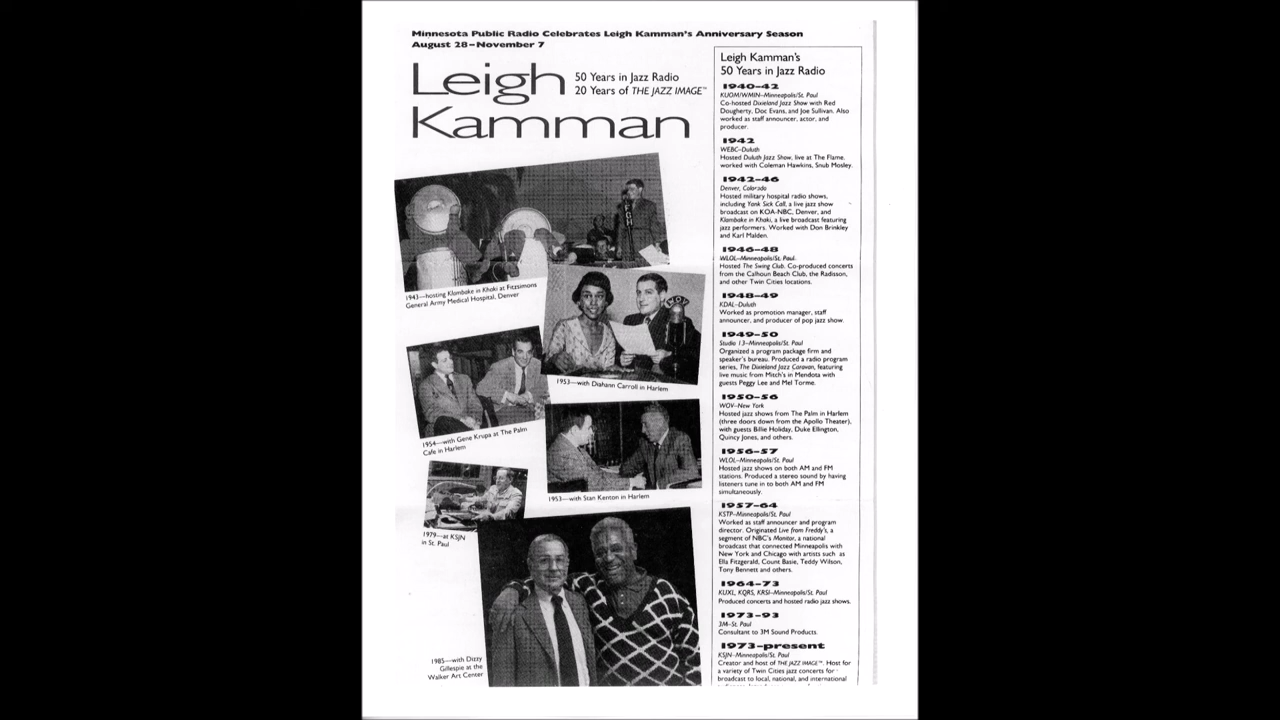 Minnesota Public Radio Celebrates Leigh Kamman's Anniversary Season
August 28–November 7
Leigh
Kamman
50 Years in Jazz Radio
20 Years of THE JAZZ IMAGE™
FGH
1943—hosting Klambake in Khaki at Fitzsimons
General Army Medical Hospital, Denver
WOV
1953—with Diahann Carroll in Harlem
1954—with Gene Krupa at The Palm
Cafe in Harlem
1953—with Stan Kenton in Harlem
1979—at KSJN
in St. Paul
1985—with Dizzy
Gillespie at the
Walker Art Center
Leigh Kamman's
50 Years in Jazz Radio
1940–42
KUOM/WMIN–Minneapolis/St. Paul
Co-hosted Dixieland Jazz Show with Red
Dougherty, Doc Evans, and Joe Sullivan. Also
worked as staff announcer, actor, and
producer.
1942
WEBC–Duluth
Hosted Duluth Jazz Show, live at The Flame,
worked with Coleman Hawkins, Snub Mosley.
1942–46
Denver, Colorado
Hosted military hospital radio shows,
including Yank Sick Call, a live jazz show
broadcast on KOA-NBC, Denver, and
Klambake in Khaki, a live broadcast featuring
jazz performers. Worked with Don Brinkley
and Karl Malden.
1946–48
WLOL–Minneapolis/St. Paul
Hosted The Swing Club. Co-produced concerts
from the Calhoun Beach Club, the Radisson,
and other Twin Cities locations.
1948–49
KDAL–Duluth
Worked as promotion manager, staff
announcer, and producer of pop jazz show.
1949–50
Studio 13–Minneapolis/St. Paul
Organized a program package firm and
speaker's bureau. Produced a radio program
series, The Dixieland Jazz Caravan, featuring
live music from Mitch's in Mendota with
guests Peggy Lee and Mel Torme.
1950–56
WOV–New York
Hosted jazz shows from The Palm in Harlem
(three doors down from the Apollo Theater),
with guests Billie Holiday, Duke Ellington,
Quincy Jones, and others.
1956–57
WLOL–Minneapolis/St. Paul
Hosted jazz shows on both AM and FM
stations. Produced a stereo sound by having
listeners tune in to both AM and FM
simultaneously.
1957–64
KSTP–Minneapolis/St. Paul
Worked as staff announcer and program
director. Originated Live from Freddy's, a
segment of NBC's Monitor, a national
broadcast that connected Minneapolis with
New York and Chicago with artists such as
Ella Fitzgerald, Count Basie, Teddy Wilson,
Tony Bennett and others.
1964–73
KUXL, KQRS, KRSI–Minneapolis/St. Paul
Produced concerts and hosted radio jazz shows.
1973–93
3M–St. Paul
Consultant to 3M Sound Products.
1973–present
KSJN–Minneapolis/St. Paul
Creator and host of THE JAZZ IMAGE™. Host for
a variety of Twin Cities jazz concerts for
broadcast to local, national, and international